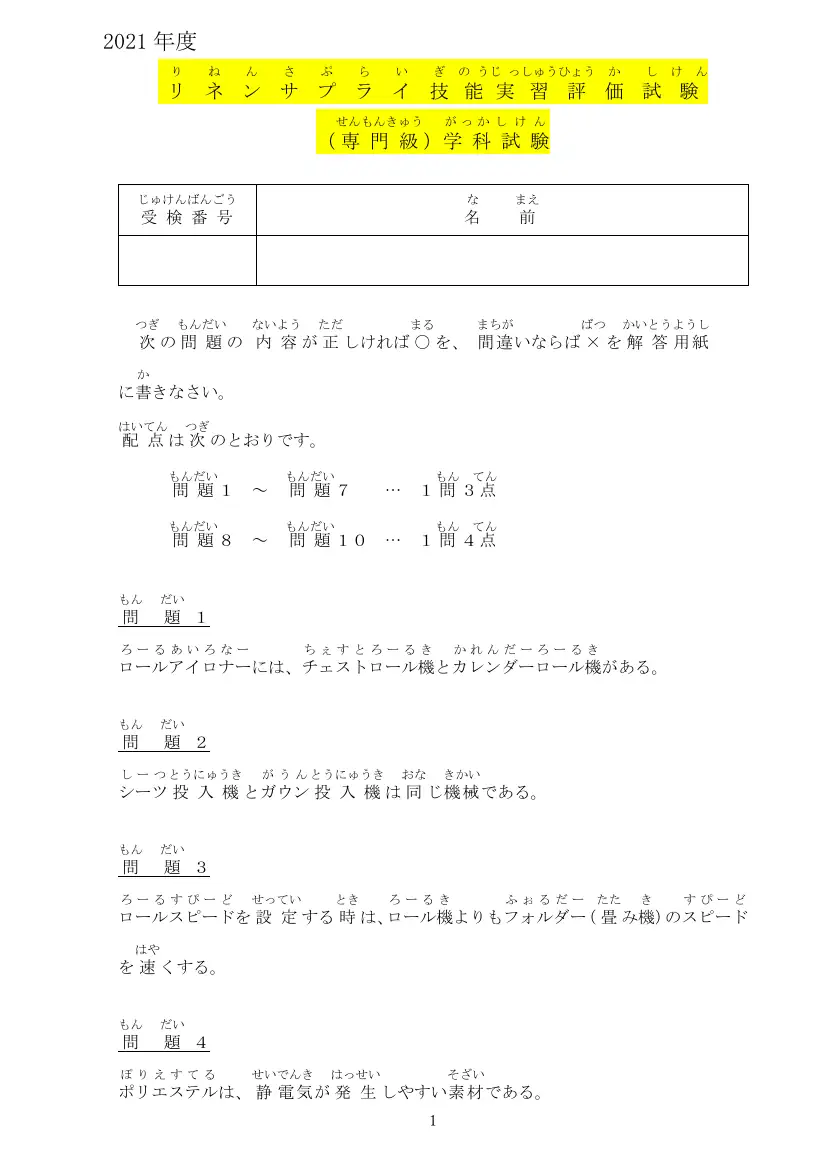 2021 年度
りねんさぷらいぎのうじっしゅうひょうかしけん
リネンサプライ技能実習評価試験
せんもんきゅう がっかしけん
(専門級)学科試験
じゅけんばんごう な まえ
受検番号 名前
つぎ もんだい ないよう ただ まる まちが ばつ かいとうようし
次の問題の内容が正しければ○を、間違いならば×を解答用紙
か
に書きなさい。
はいてん つぎ
配点は次のとおりです。
もんだい もんだい もん てん
問題1 ～ 問題7 … 1問3点
もんだい もんだい もん てん
問題8 ～ 問題10 … 1問4点
もん だい
問題 1
ろーるあいろなー ちぇすとろーるき かれんだーろーるき
ロールアイロナーには、チェストロール機とカレンダーロール機がある。
もん だい
問題 2
しーつとうにゅうき がうんとうにゅうき おな きかい
シーツ投入機とガウン投入機は同じ機械である。
もん だい
問題 3
ろーるすぴーど せってい とき ろーるき ふぉるだー たた き すぴーど
ロールスピードを設定する時は、ロール機よりもフォルダー(畳み機)のスピード
はや
を速くする。
もん だい
問題 4
ぽりえすてる せいでんき はっせい そざい
ポリエステルは、静電気が発生しやすい素材である。
1